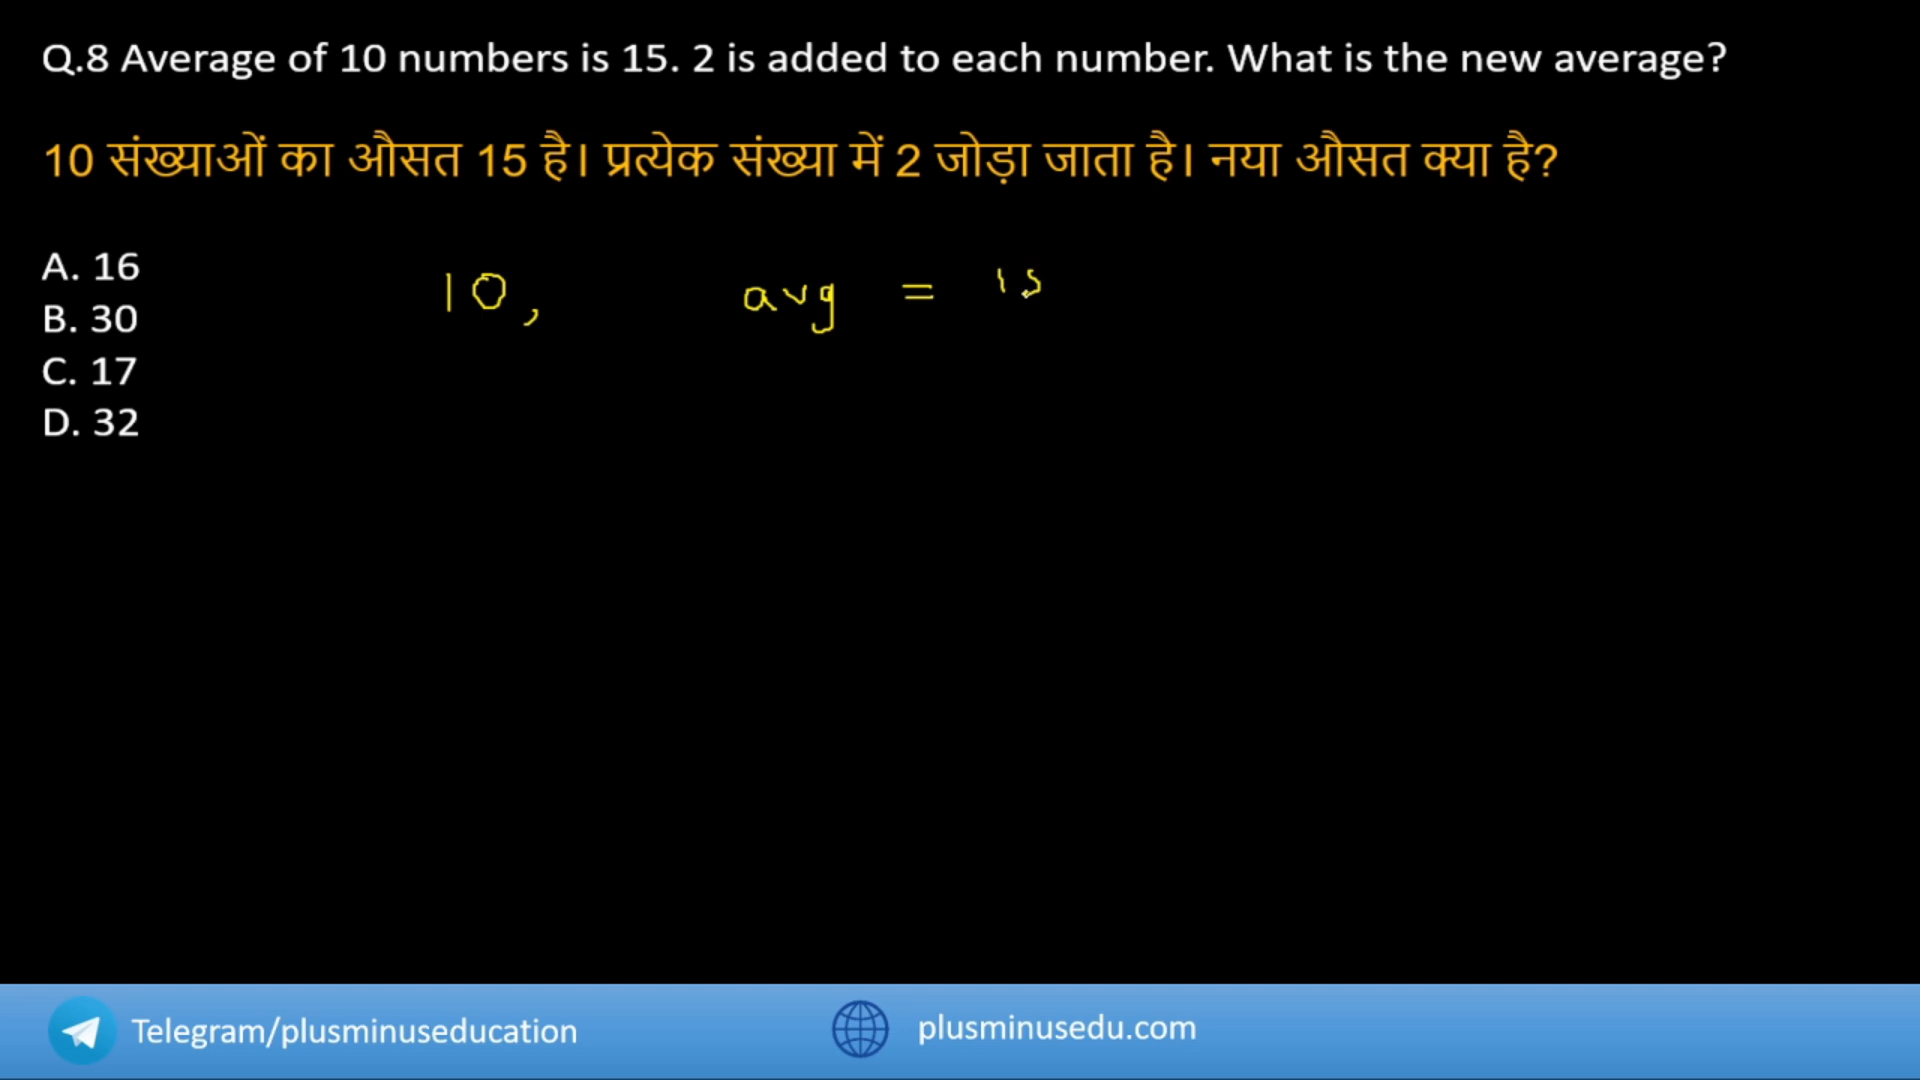 Q.8 Average of 10 numbers is 15. 2 is added to each number. What is the new average?
10 संख्याओं का औसत 15 है। प्रत्येक संख्या में 2 जोड़ा जाता है। नया औसत क्या है?
A. 16
B. 30
C. 17
D. 32
10, avg = 15
Telegram/plusminuseducation
plusminusedu.com